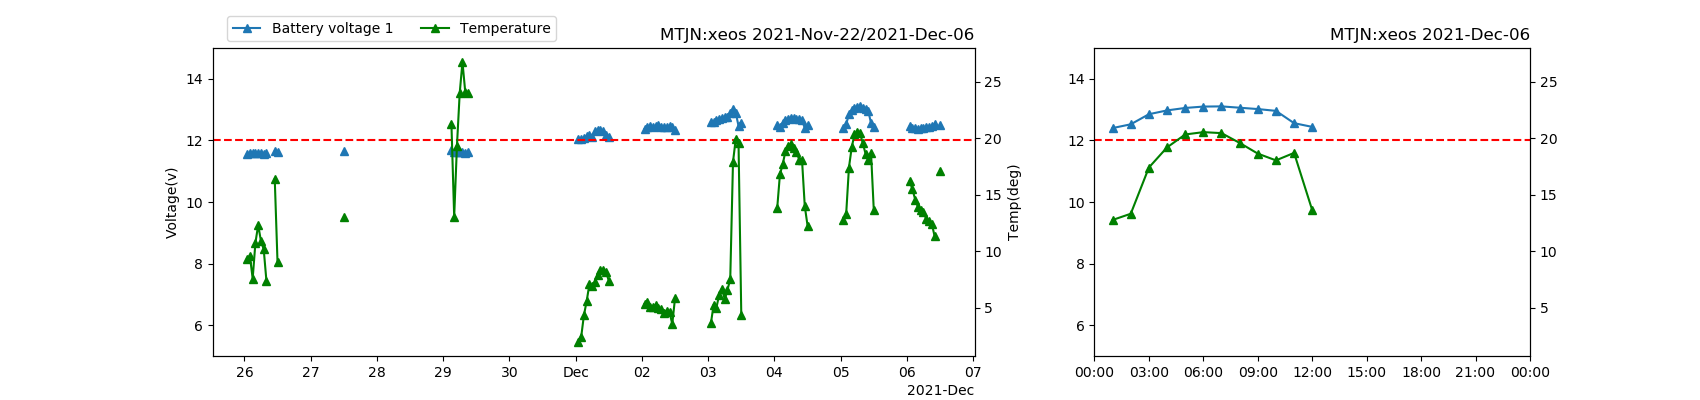 Battery voltage 1 Temperature
MTJN:xeos 2021-Nov-22/2021-Dec-06
Voltage(v)
14
12
10
8
6
25
20
15
10
5
Temp(deg)
26 27 28 29 30 Dec 02 03 04 05 06 07
2021-Dec
MTJN:xeos 2021-Dec-06
14
12
10
8
6
25
20
15
10
5
00:00 03:00 06:00 09:00 12:00 15:00 18:00 21:00 00:00